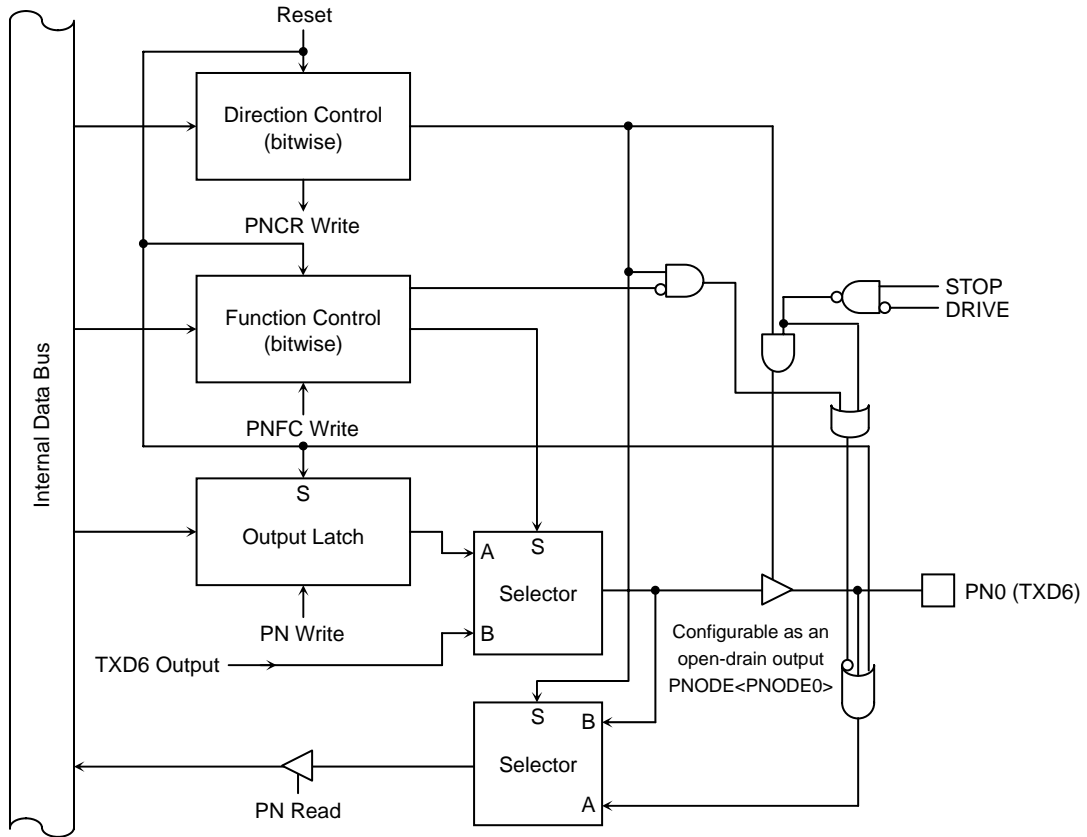 Reset
Direction Control
(bitwise)
PNCR Write
Function Control
(bitwise)
STOP
DRIVE
Internal Data Bus
PNFC Write
S
Output Latch
A
S
Selector
B
PN Write
TXD6 Output
PN0 (TXD6)
Configurable as an
open-drain output
PNODE<PNODE0>
S
B
Selector
A
PN Read